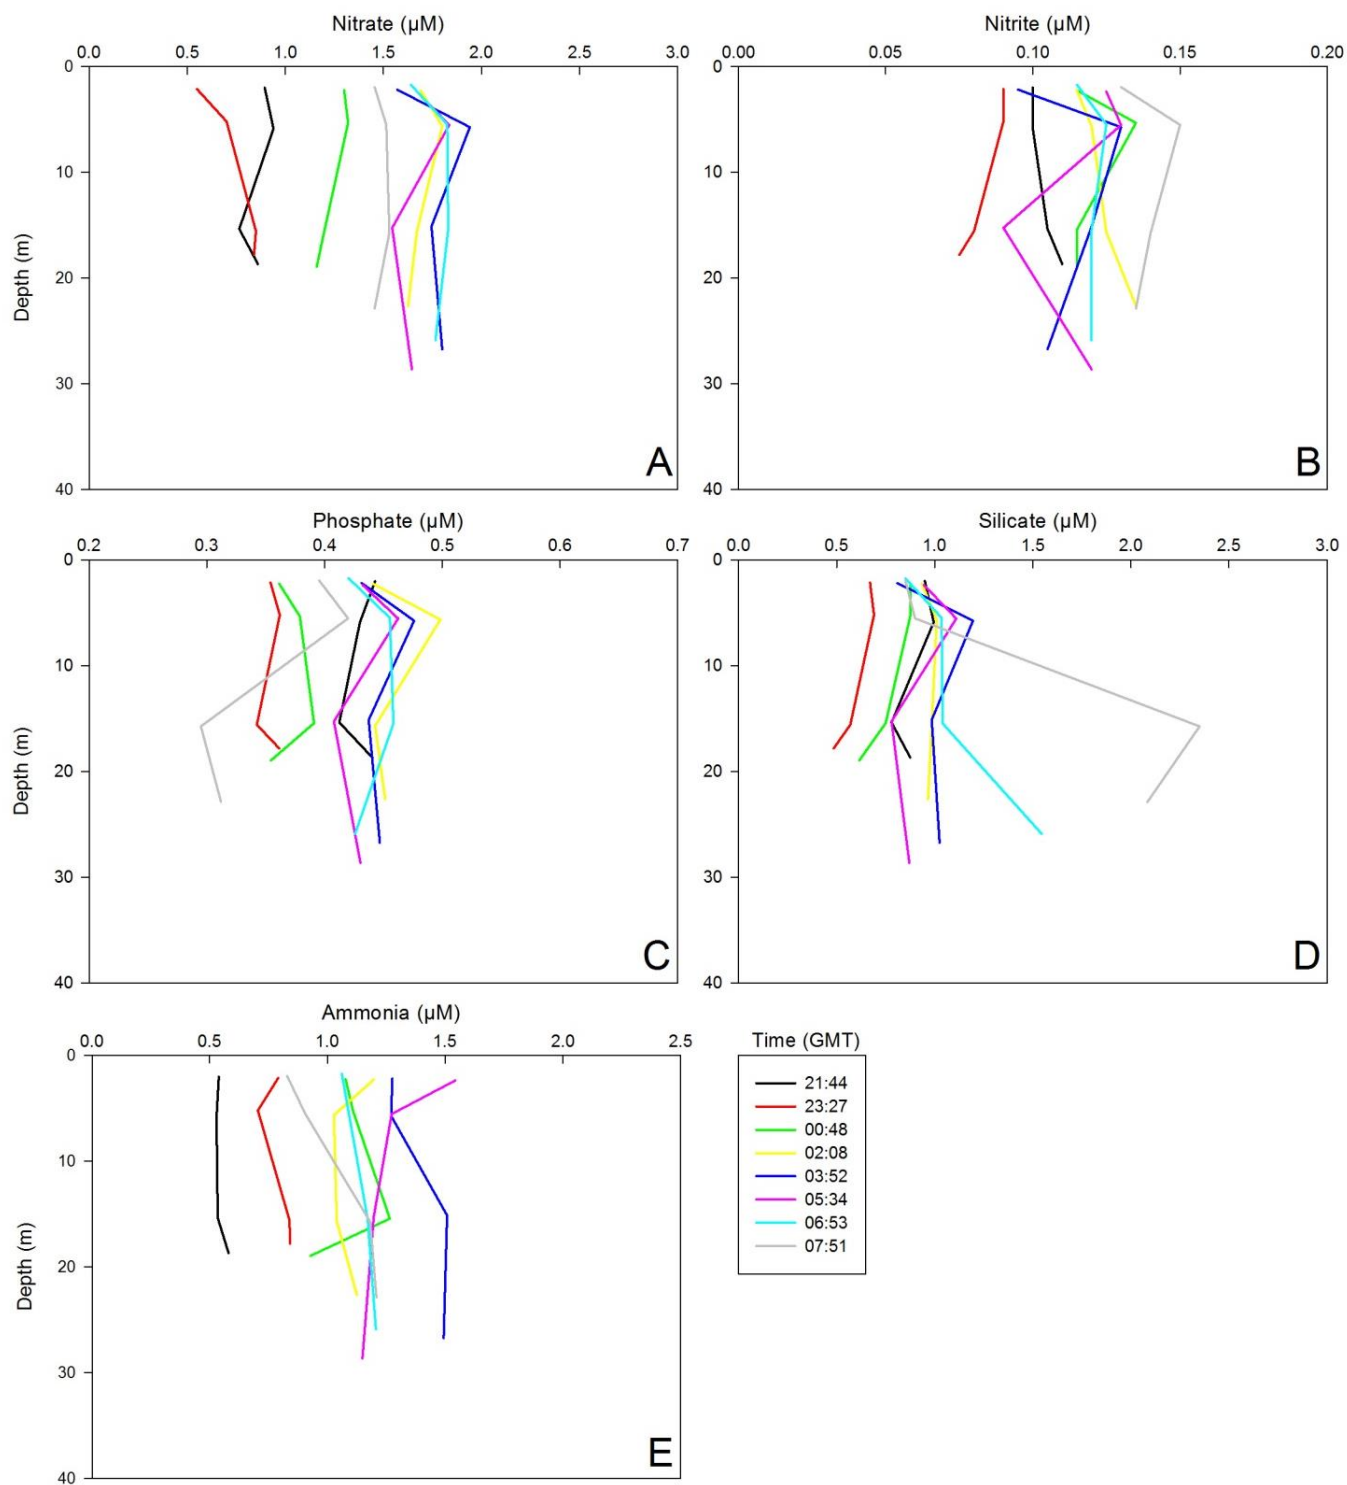 Nitrate (µM)
0.0 0.5 1.0 1.5 2.0 2.5 3.0
0
10
20
30
40
Depth (m)
A
Nitrite (µM)
0.00 0.05 0.10 0.15 0.20
0
10
20
30
40
B
Phosphate (µM)
0.2 0.3 0.4 0.5 0.6 0.7
0
10
20
30
40
Depth (m)
C
Silicate (µM)
0.0 0.5 1.0 1.5 2.0 2.5 3.0
0
10
20
30
40
D
Ammonia (µM)
0.0 0.5 1.0 1.5 2.0 2.5
0
10
20
30
40
Depth (m)
E
Time (GMT)
21:44
23:27
00:48
02:08
03:52
05:34
06:53
07:51